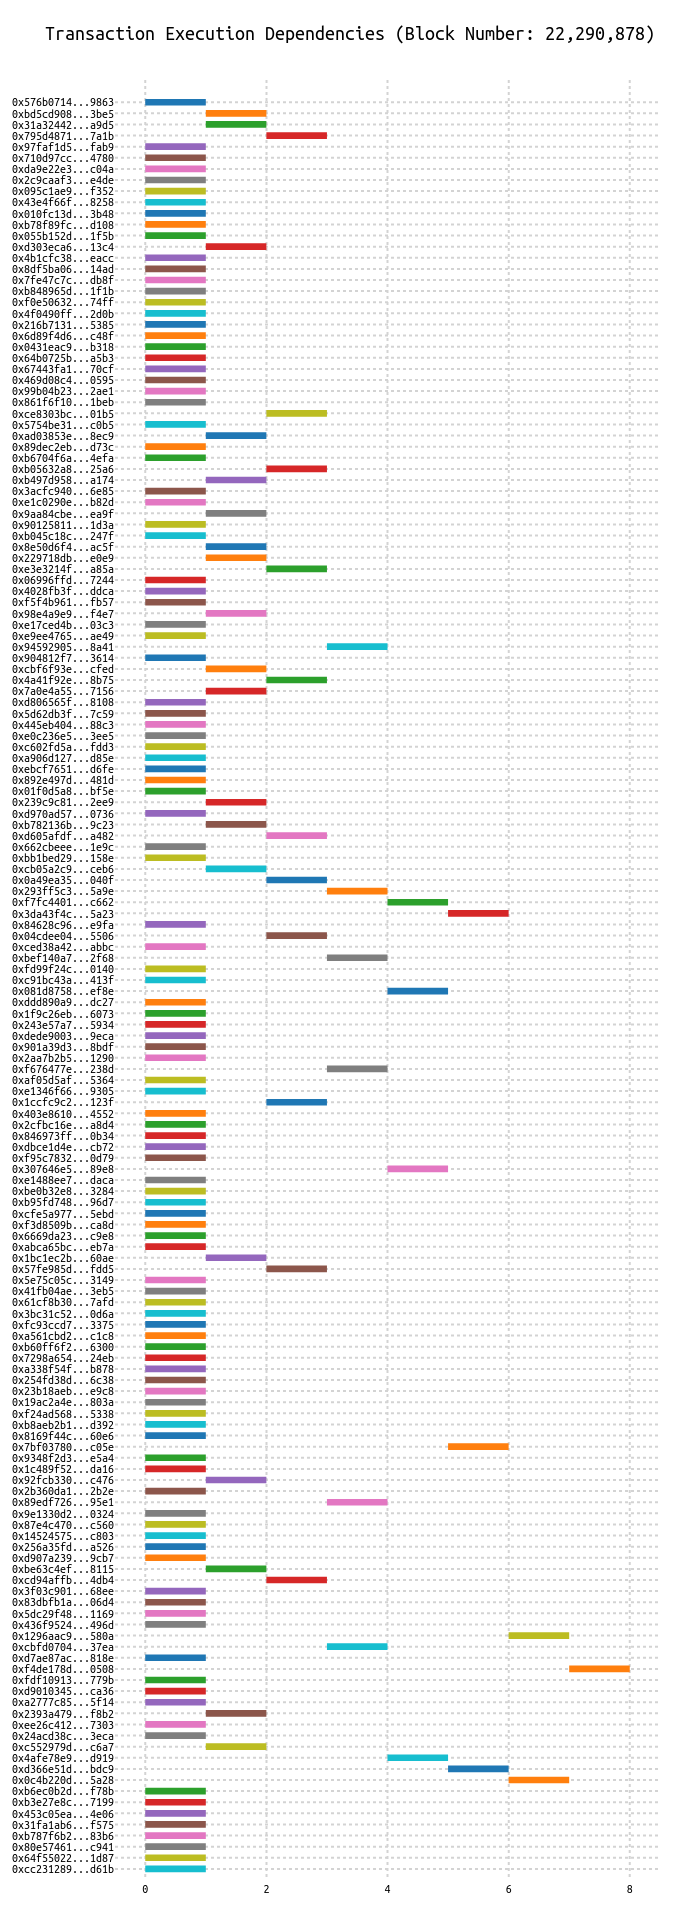 Transaction Execution Dependencies (Block Number: 22,290,878)
0x576b0714...9863
0xbd5cd908...3be5
0x31a32442...a9d5
0x795d4871...7a1b
0x97faf1d5...fab9
0x710d97cc...4780
0xda9e22e3...c04a
0x2c9caaf3...e4de
0x095c1ae9...f352
0x43e4f66f...8258
0x010fc13d...3b48
0xb78f89fc...d108
0x055b152d...1f5b
0xd303eca6...13c4
0x4b1cfc38...eacc
0x8df5ba06...14ad
0x7fe47c7c...db8f
0xb848965d...1f1b
0xf0e50632...74ff
0x4f0490ff...2d0b
0x216b7131...5385
0x6d89f4d6...c48f
0x0431eac9...b318
0x64b0725b...a5b3
0x67443fa1...70cf
0x469d08c4...0595
0x99b04b23...2ae1
0x861f6f10...1beb
0xce8303bc...01b5
0x5754be31...c0b5
0xad03853e...8ec9
0x89dec2eb...d73c
0xb6704f6a...4efa
0xb05632a8...25a6
0xb497d958...a174
0x3acfc940...6e85
0xe1c0290e...b82d
0x9aa84cbe...ea9f
0x90125811...1d3a
0xb045c18c...247f
0x8e50d6f4...ac5f
0x229718db...e0e9
0xe3e3214f...a85a
0x06996ffd...7244
0x4028fb3f...ddca
0xf5f4b961...fb57
0x98e4a9e9...f4e7
0xe17ced4b...03c3
0xe9ee4765...ae49
0x94592905...8a41
0x904812f7...3614
0xcbf6f93e...cfed
0x4a41f92e...8b75
0x7a0e4a55...7156
0xd806565f...8108
0x5d62db3f...7c59
0x445eb404...88c3
0xe0c236e5...3ee5
0xc602fd5a...fdd3
0xa906d127...d85e
0xebcf7651...d6fe
0x892e497d...481d
0x01f0d5a8...bf5e
0x239c9c81...2ee9
0xd970ad57...0736
0xb782136b...9c23
0xd605afdf...a482
0x662cbeee...1e9c
0xbb1bed29...158e
0xcb05a2c9...ceb6
0x0a49ea35...040f
0x293ff5c3...5a9e
0xf7fc4401...c662
0x3da43f4c...5a23
0x84628c96...e9fa
0x04cdee04...5506
0xced38a42...abbc
0xbef140a7...2f68
0xfd99f24c...0140
0xc91bc43a...413f
0x081d8758...ef8e
0xddd890a9...dc27
0x1f9c26eb...6073
0x243e57a7...5934
0xdede9003...9eca
0x901a39d3...8bdf
0x2aa7b2b5...1290
0xf676477e...238d
0xaf05d5af...5364
0xe1346f66...9305
0x1ccfc9c2...123f
0x403e8610...4552
0x2cfbc16e...a8d4
0x846973ff...0b34
0xdbce1d4e...cb72
0xf95c7832...0d79
0x307646e5...89e8
0xe1488ee7...daca
0xbe0b32e8...3284
0xb95fd748...96d7
0xcfe5a977...5ebd
0xf3d8509b...ca8d
0x6669da23...c9e8
0xabca65bc...eb7a
0x1bc1ec2b...60ae
0x57fe985d...fdd5
0x5e75c05c...3149
0x41fb04ae...3eb5
0x61cf8b30...7afd
0x3bc31c52...0d6a
0xfc93ccd7...3375
0xa561cbd2...c1c8
0xb60ff6f2...6300
0x7298a654...24eb
0xa338f54f...b878
0x254fd38d...6c38
0x23b18aeb...e9c8
0x19ac2a4e...803a
0xf24ad568...5338
0xb8aeb2b1...d392
0x8169f44c...60e6
0x7bf03780...c05e
0x9348f2d3...e5a4
0x1c489f52...da16
0x92fcb330...c476
0x2b360da1...2b2e
0x89edf726...95e1
0x9e1330d2...0324
0x87e4c470...c560
0x14524575...c803
0x256a35fd...a526
0xd907a239...9cb7
0xbe63c4ef...8115
0xcd94affb...4db4
0x3f03c901...68ee
0x83dbfb1a...06d4
0x5dc29f48...1169
0x436f9524...496d
0x1296aac9...580a
0xcbfd0704...37ea
0xd7ae87ac...818e
0xf4de178d...0508
0xfdf10913...779b
0xd9010345...ca36
0xa2777c85...5f14
0x2393a479...f8b2
0xee26c412...7303
0x24acd38c...3eca
0xc552979d...c6a7
0x4afe78e9...d919
0xd366e51d...bdc9
0x0c4b220d...5a28
0xb6ec0b2d...f78b
0xb3e27e8c...7199
0x453c05ea...4e06
0x31fa1ab6...f575
0xb787f6b2...83b6
0x80e57461...c941
0x64f55022...1d87
0xcc231289...d61b
0 2 4 6 8